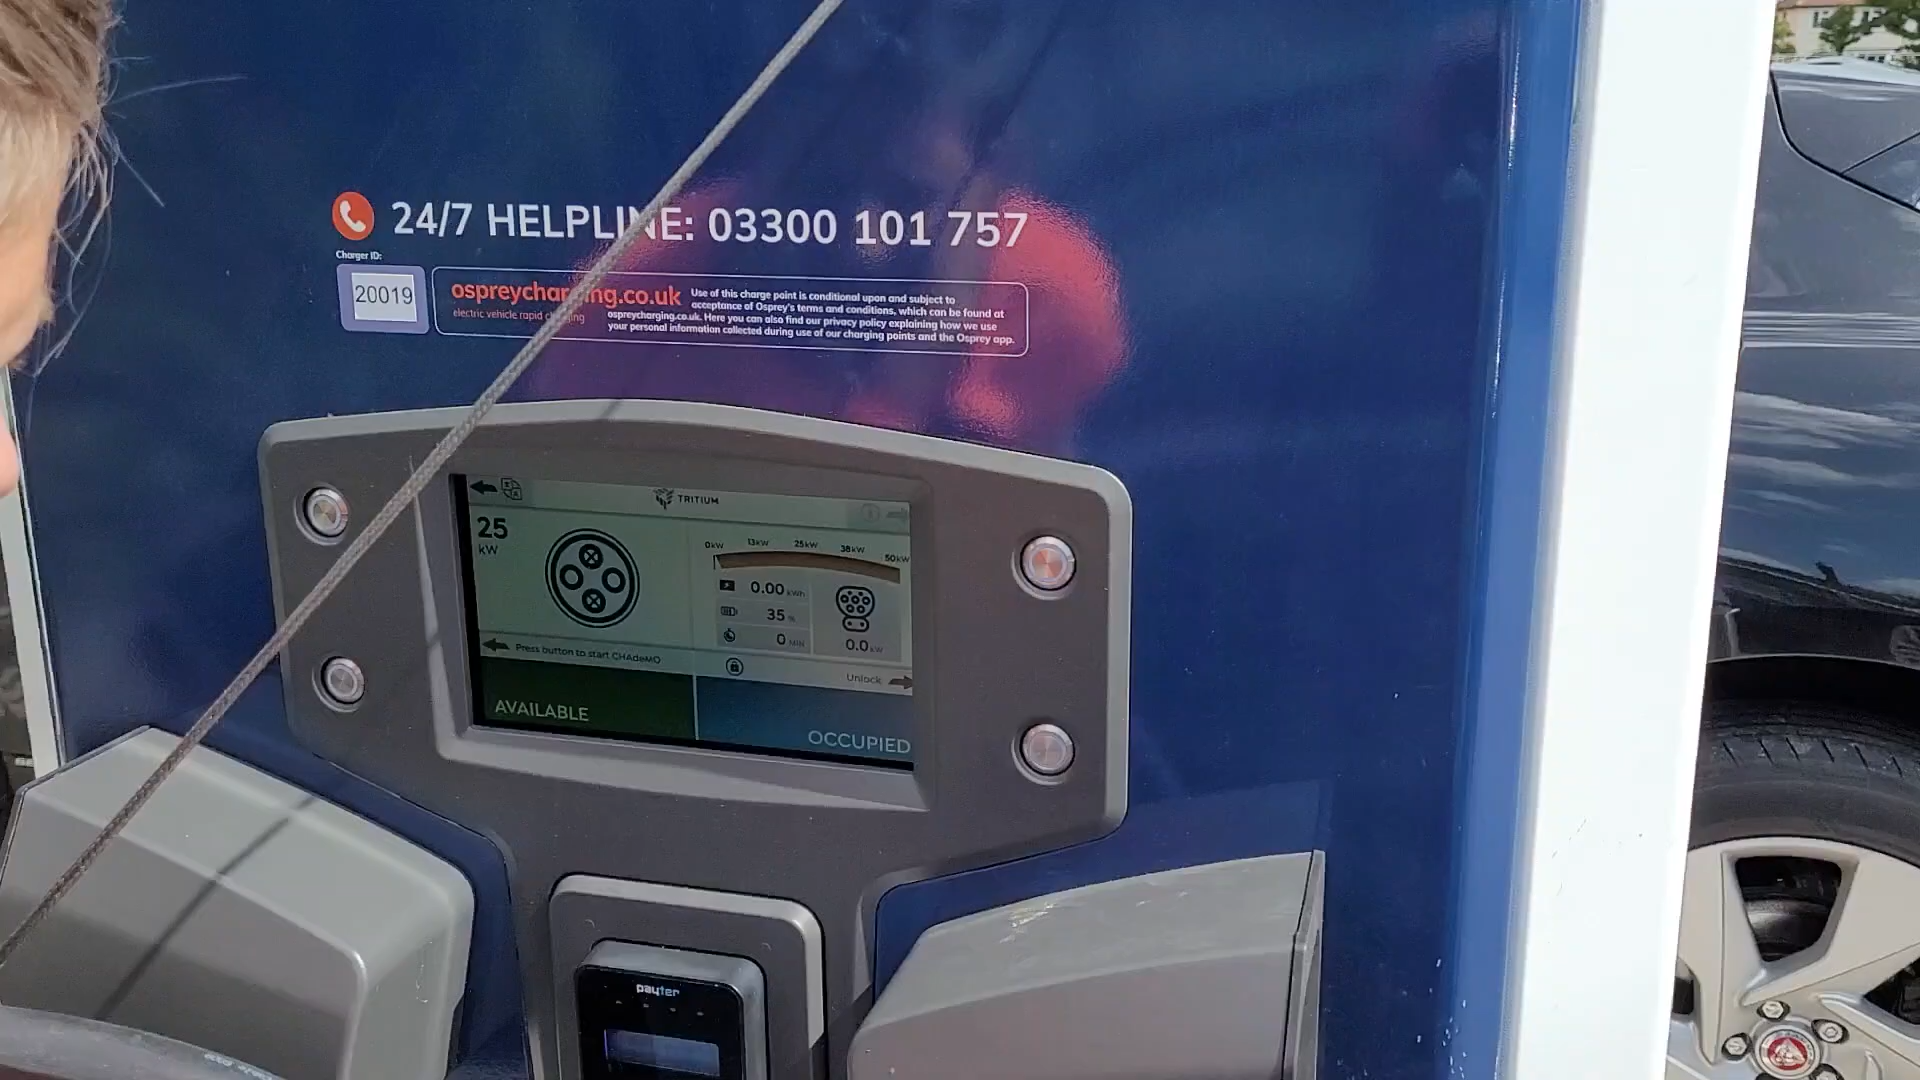 24/7 HELPLINE: 03300 101 757
Charger ID:
20019
ospreycharging.co.uk
electric vehicle rapid charging
Use of this charge point is conditional upon and subject to
acceptance of Osprey's terms and conditions, which can be found at
ospreycharging.co.uk. Here you can also find our privacy policy explaining how we use
your personal information collected during use of our charging points and the Osprey app.
TRITIUM
25
kW
0kW 13kW 25kW 38kW 50kW
0.00 kWh
35 %
0 MIN
0.0 kW
Press button to start CHAdeMO
Unlock
AVAILABLE
OCCUPIED
payter